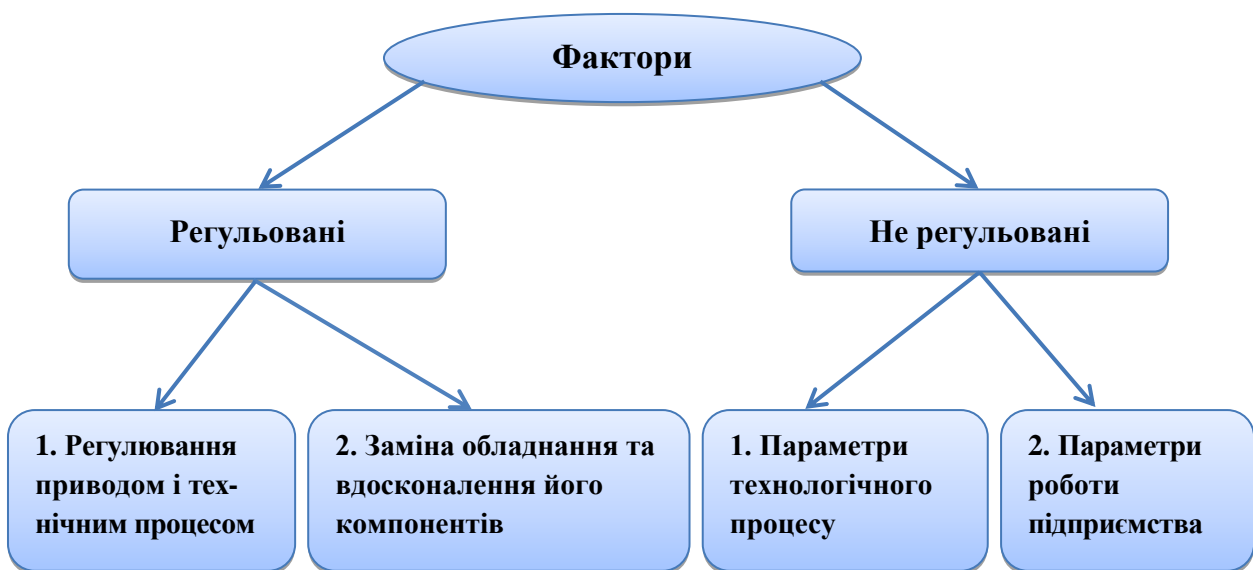 Фактори
Регульовані
Не регульовані
1. Регулювання
приводом і тех-
нічним процесом
2. Заміна обладнання та
вдосконалення його
компонентів
1. Параметри
технологічного
процесу
2. Параметри
роботи
підприємства